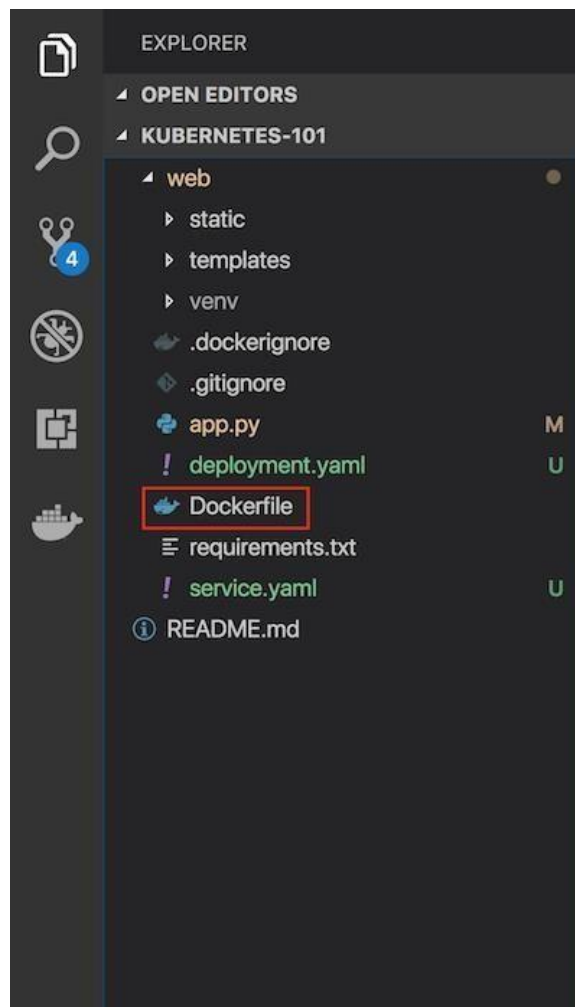 EXPLORER
OPEN EDITORS
KUBERNETES-101
web
static
templates
4
venv
.dockerignore
.gitignore
app.py M
! deployment.yaml U
Dockerfile
requirements.txt
! service.yaml U
README.md